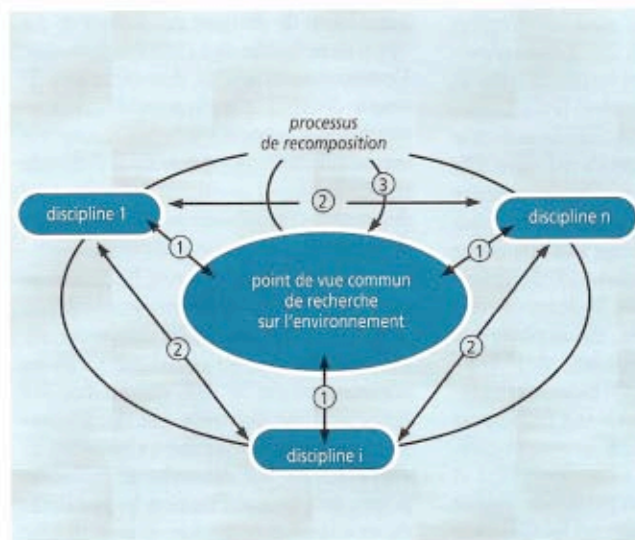 processus
de recomposition
③
②
discipline 1
discipline n
①
①
point de vue commun
de recherche
sur l'environnement
②
②
①
discipline i